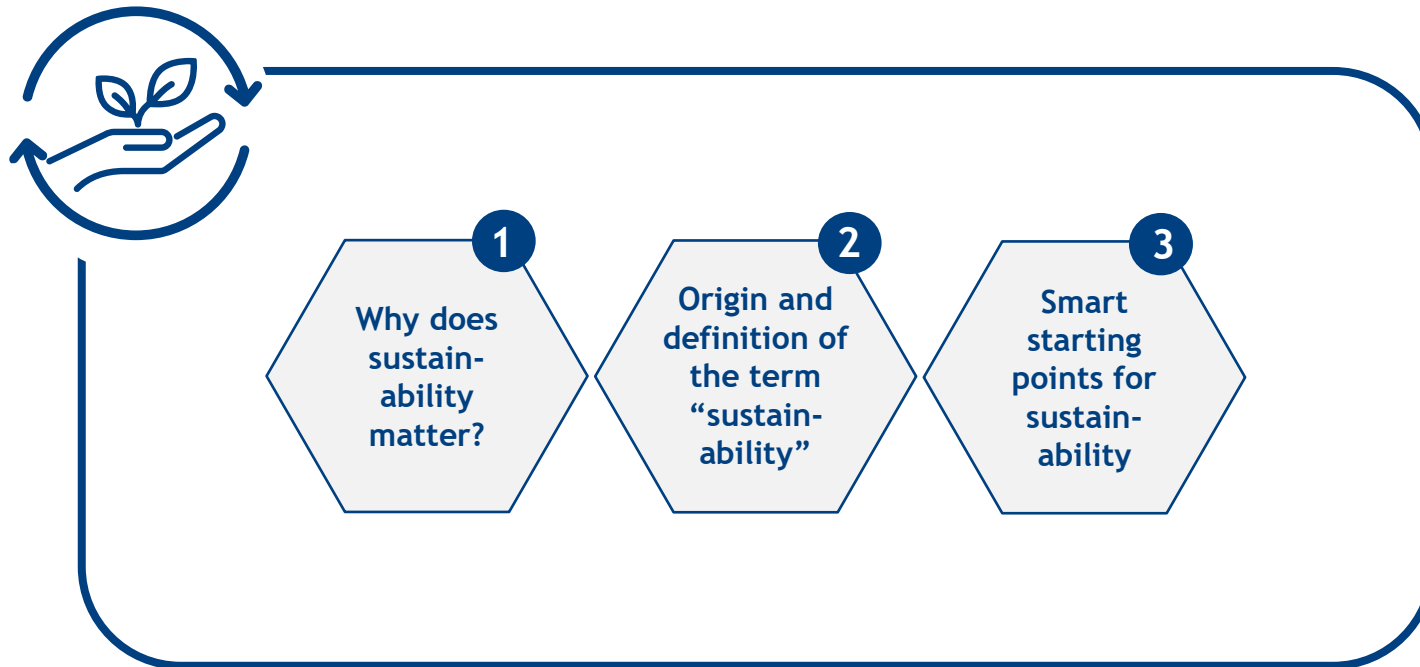 1
Why does
sustain-
ability
matter?
2
Origin and
definition of
the term
“sustain-
ability”
3
Smart
starting
points for
sustain-
ability